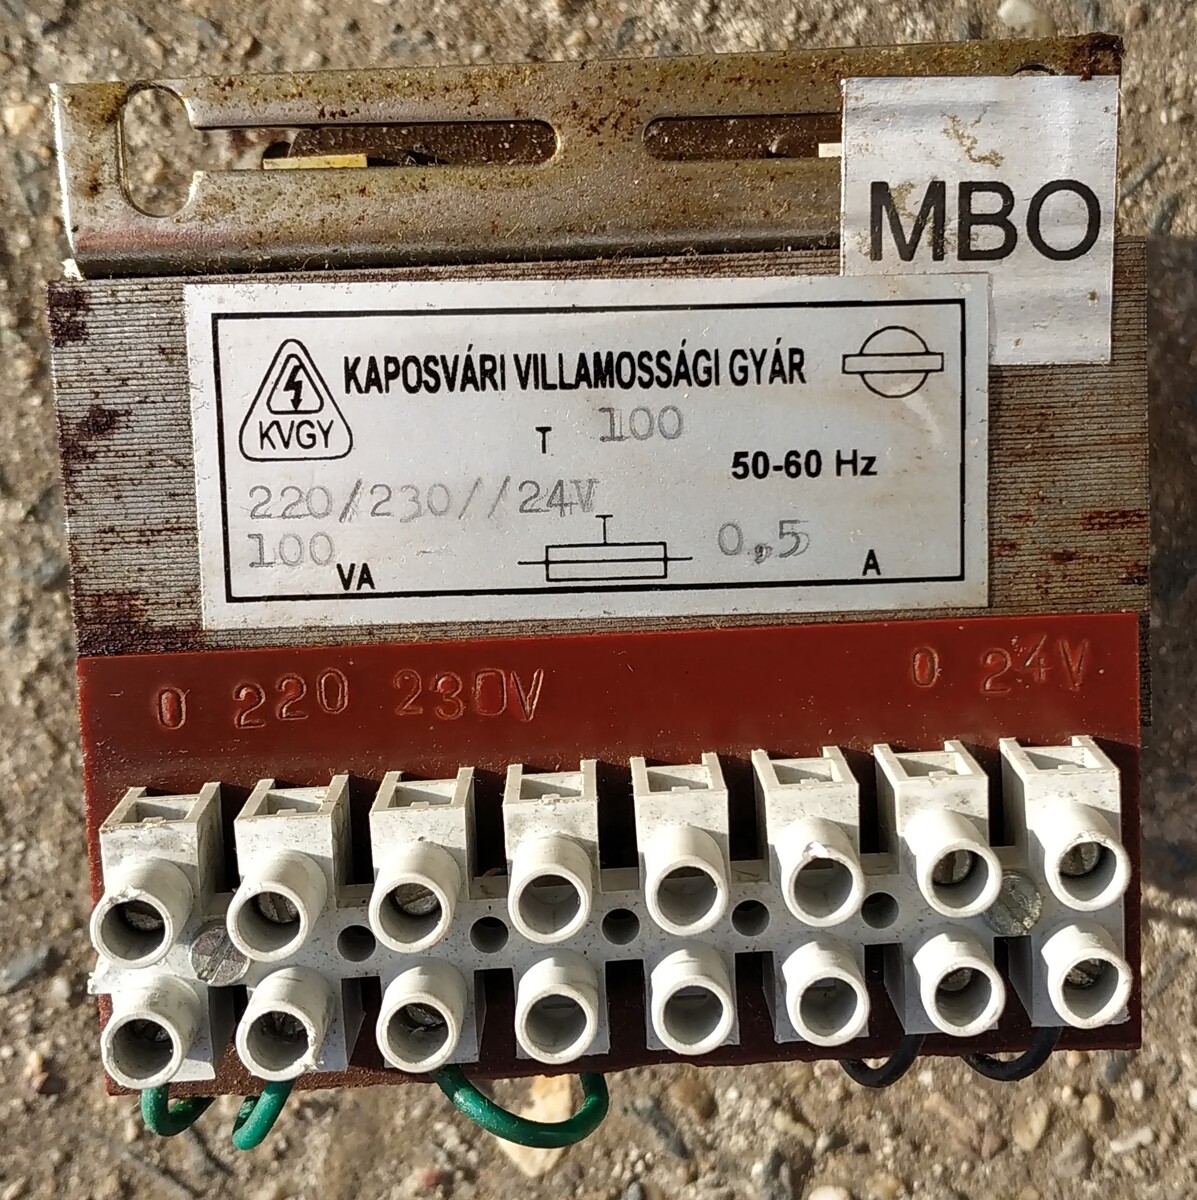 MBO
KAPOSVÁRI VILLAMOSSÁGI GYÁR
KVGY
T 100
50-60 Hz
220/230//24V
T
100 VA
0,5 A
0 220 230V 0 24V